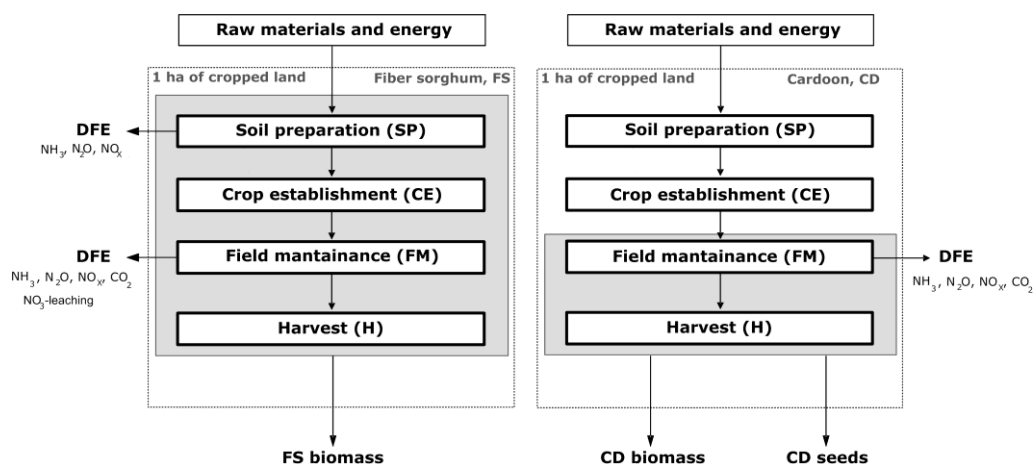 Raw materials and energy
1 ha of cropped land
Fiber sorghum, FS
Soil preparation (SP)
DFE
NH3, N2O, NOX
Crop establishment (CE)
Field mantainance (FM)
DFE
NH3, N2O, NOX, CO2
NO3-leaching
Harvest (H)
FS biomass
Raw materials and energy
1 ha of cropped land
Cardoon, CD
Soil preparation (SP)
Crop establishment (CE)
Field mantainance (FM)
DFE
NH3, N2O, NOX, CO2
Harvest (H)
CD biomass
CD seeds